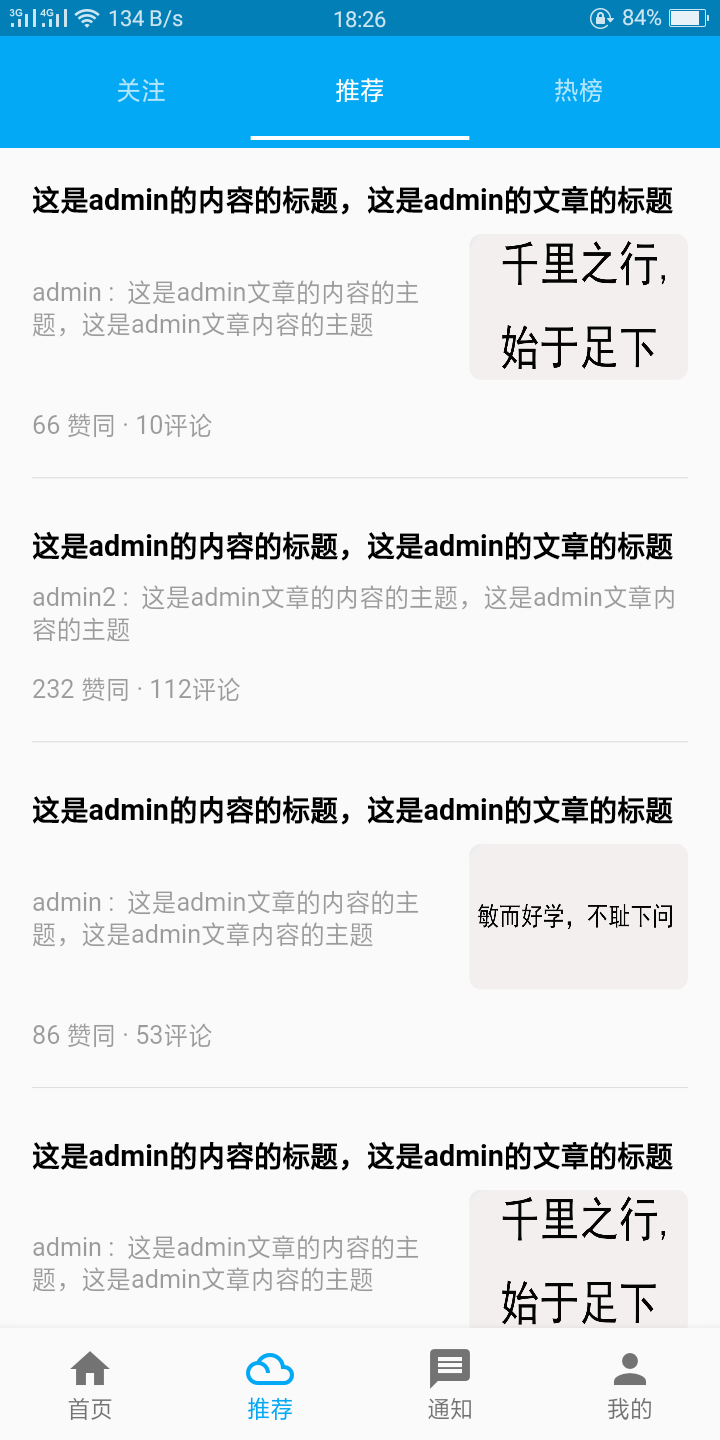 3G 4G 134 B/s 18:26 84%
关注 推荐 热榜
这是admin的内容的标题，这是admin的文章的标题
admin : 这是admin文章的内容的主
题，这是admin文章内容的主题
千里之行,
始于足下
66 赞同 · 10评论
这是admin的内容的标题，这是admin的文章的标题
admin2 : 这是admin文章的内容的主题，这是admin文章内
容的主题
232 赞同 · 112评论
这是admin的内容的标题，这是admin的文章的标题
admin : 这是admin文章的内容的主
题，这是admin文章内容的主题
敏而好学，不耻下问
86 赞同 · 53评论
这是admin的内容的标题，这是admin的文章的标题
admin : 这是admin文章的内容的主
题，这是admin文章内容的主题
千里之行,
始于足下
首页 推荐 通知 我的